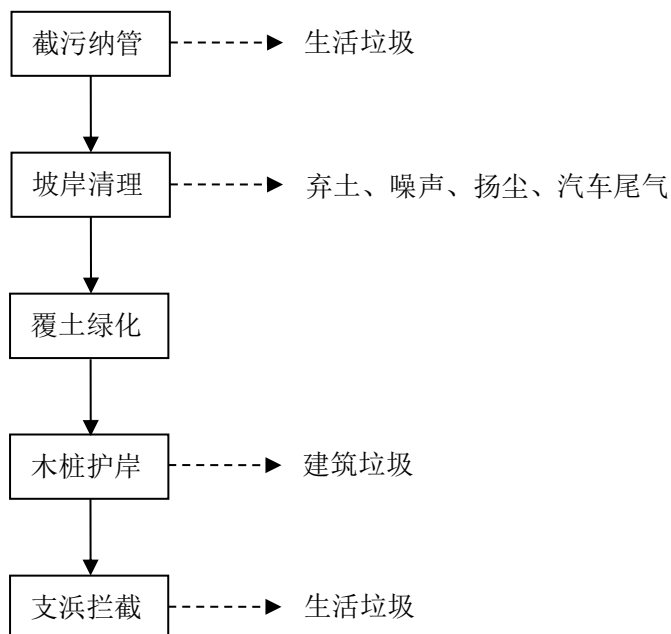 截污纳管
生活垃圾
坡岸清理
弃土、噪声、扬尘、汽车尾气
覆土绿化
木桩护岸
建筑垃圾
支浜拦截
生活垃圾